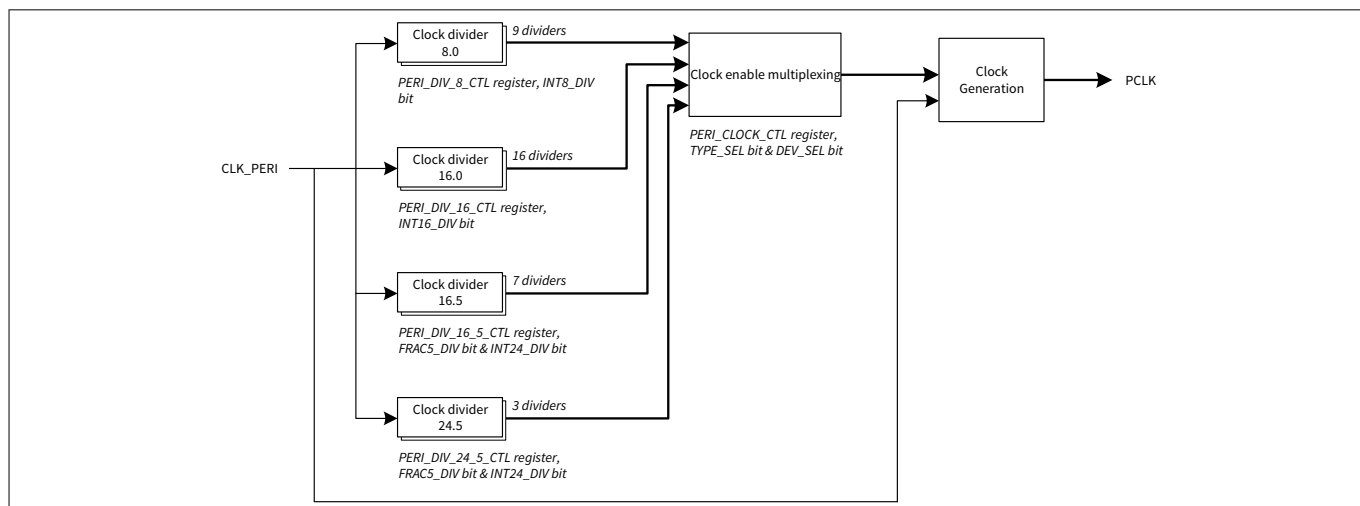 Clock divider
8.0
9 dividers
PERI_DIV_8_CTL register, INT8_DIV
bit
Clock enable multiplexing
PERI_CLOCK_CTL register,
TYPE_SEL bit & DEV_SEL bit
Clock
Generation
PCLK
CLK_PERI
Clock divider
16.0
16 dividers
PERI_DIV_16_CTL register,
INT16_DIV bit
Clock divider
16.5
7 dividers
PERI_DIV_16_5_CTL register,
FRAC5_DIV bit & INT24_DIV bit
Clock divider
24.5
3 dividers
PERI_DIV_24_5_CTL register,
FRAC5_DIV bit & INT24_DIV bit